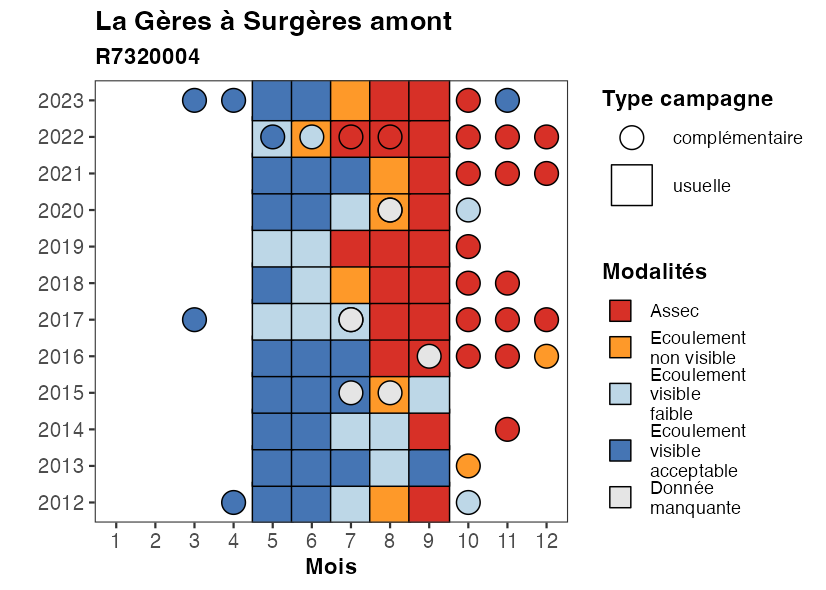 La Gères à Surgères amont
R7320004
2023
2022
2021
2020
2019
2018
2017
2016
2015
2014
2013
2012
1 2 3 4 5 6 7 8 9 10 11 12
Mois
Type campagne
complémentaire
usuelle
Modalités
Assec
Ecoulement
non visible
Ecoulement
visible
faible
Ecoulement
visible
acceptable
Donnée
manquante